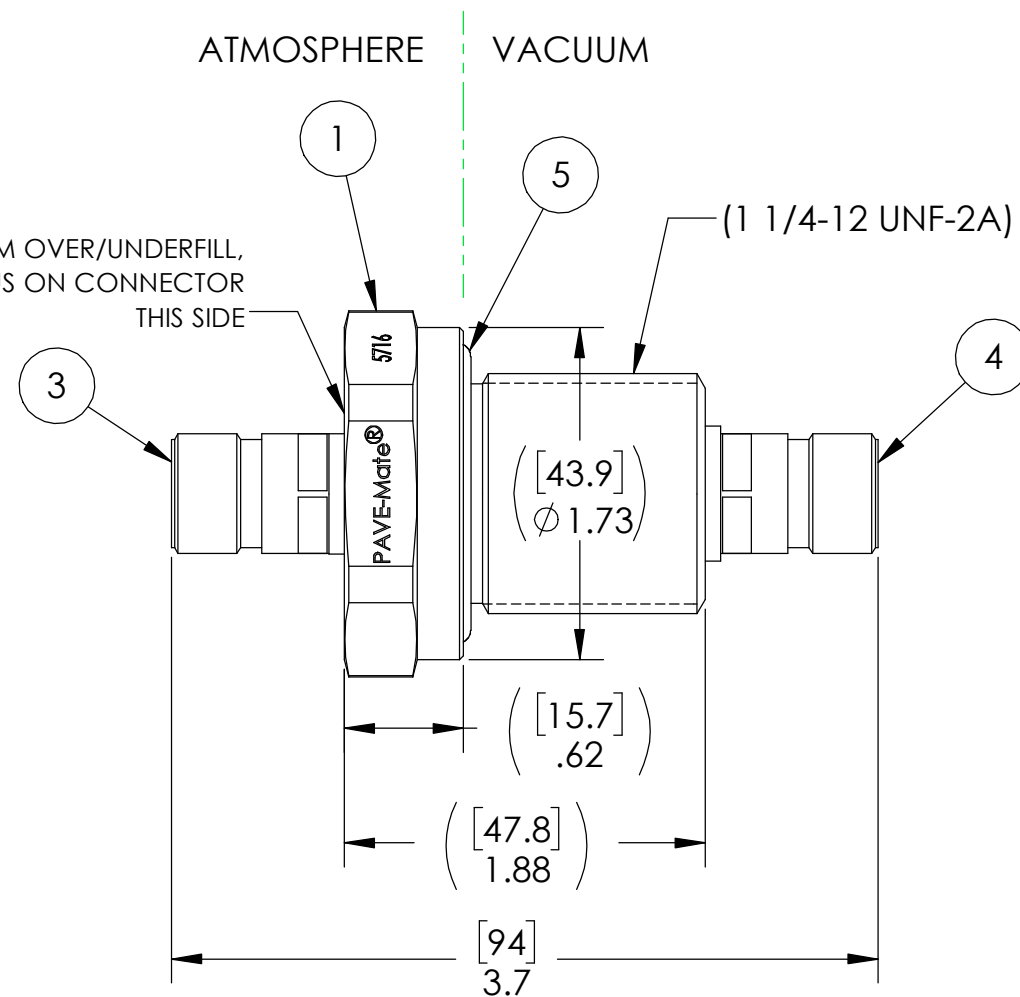 ATMOSPHERE VACUUM
1
5
(1 1/4-12 UNF-2A)
OVER/UNDERFILL,
ON CONNECTOR
THIS SIDE
5716
3
4
PAVE-Mate®
([43.9]
⌀ 1.73)
([15.7]
.62)
([47.8]
1.88)
[94]
3.7